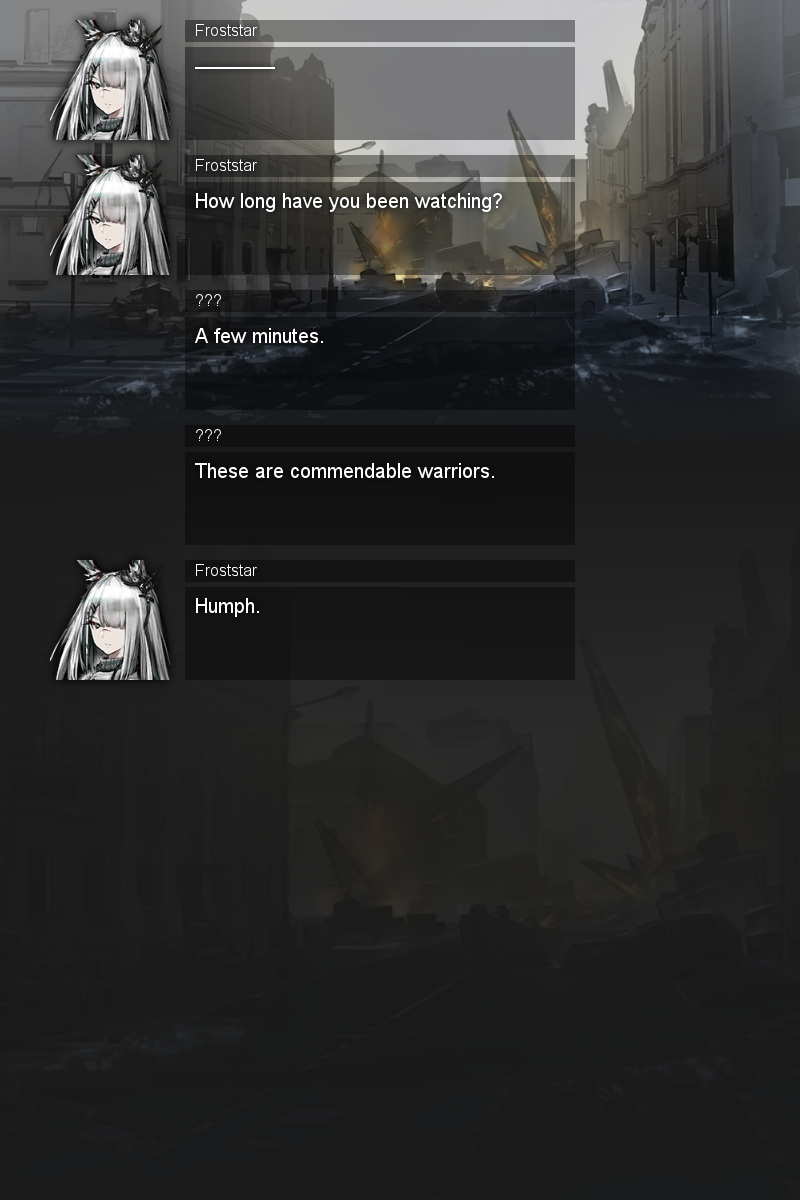 Froststar
————
Froststar
How long have you been watching?
???
A few minutes.
???
These are commendable warriors.
Froststar
Humph.